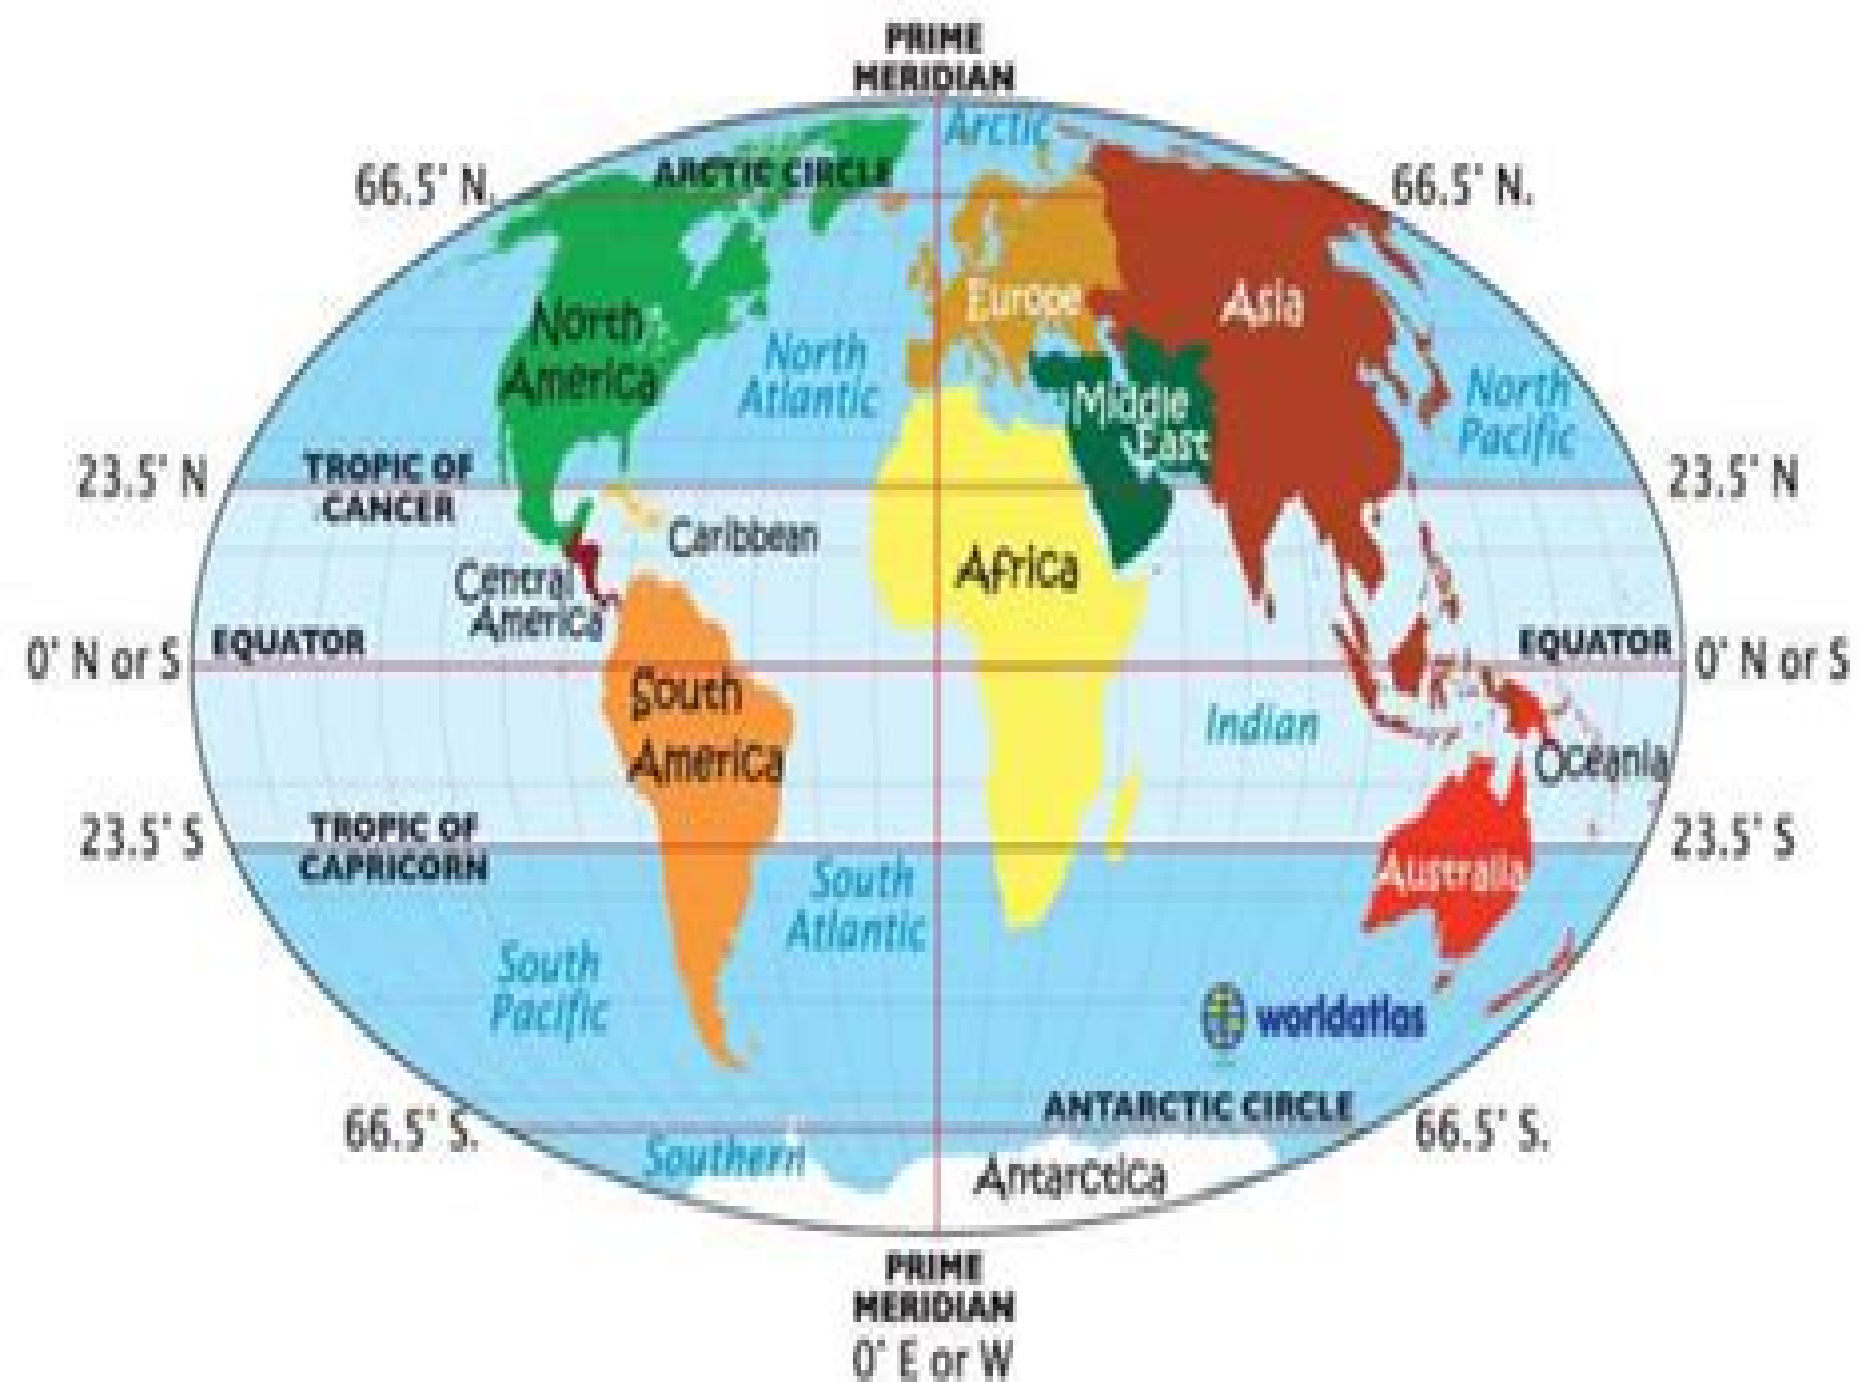 PRIME
MERIDIAN
Arctic
ARCTIC CIRCLE
66.5° N.
66.5° N.
North
America
Europe
Asia
North
Atlantic
Middle
East
North
Pacific
TROPIC OF
CANCER
23.5° N
23.5° N
Caribbean
Central
America
Africa
EQUATOR
0° N or S
EQUATOR
0° N or S
South
America
Indian
Oceania
TROPIC OF
CAPRICORN
23.5° S
23.5° S
Australia
South
Atlantic
South
Pacific
worldatlas
ANTARCTIC CIRCLE
66.5° S.
66.5° S.
Southern
Antarctica
PRIME
MERIDIAN
0° E or W